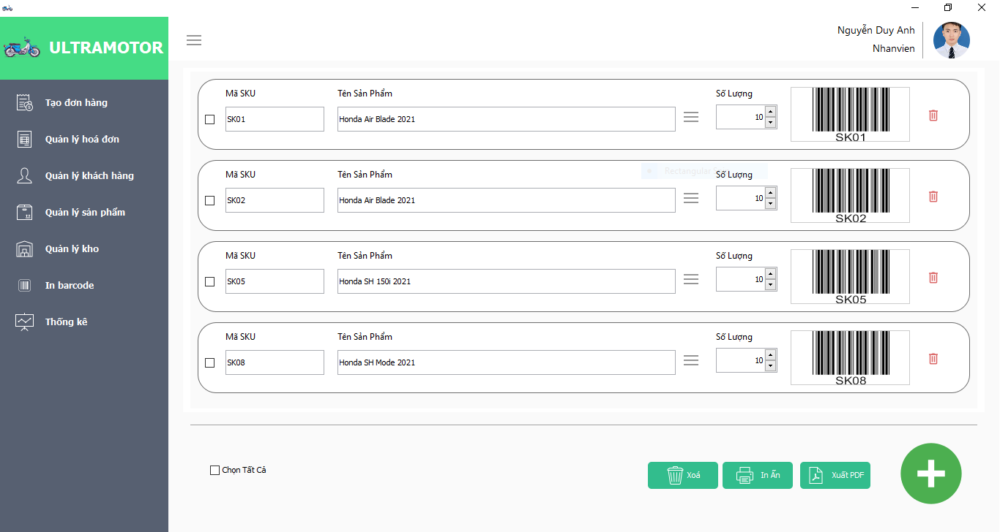 Nguyễn Duy Anh
Nhanvien
ULTRAMOTOR
Tạo đơn hàng
Quản lý hoá đơn
Quản lý khách hàng
Quản lý sản phẩm
Quản lý kho
In barcode
Thống kê
Mã SKU Tên Sản Phẩm Số Lượng
SK01 Honda Air Blade 2021 10
SK01
Rectangular
Mã SKU Tên Sản Phẩm Số Lượng
SK02 Honda Air Blade 2021 10
SK02
Mã SKU Tên Sản Phẩm Số Lượng
SK05 Honda SH 150i 2021 10
SK05
Mã SKU Tên Sản Phẩm Số Lượng
SK08 Honda SH Mode 2021 10
SK08
Chọn Tất Cả
Xoá
In Ấn
Xuất PDF